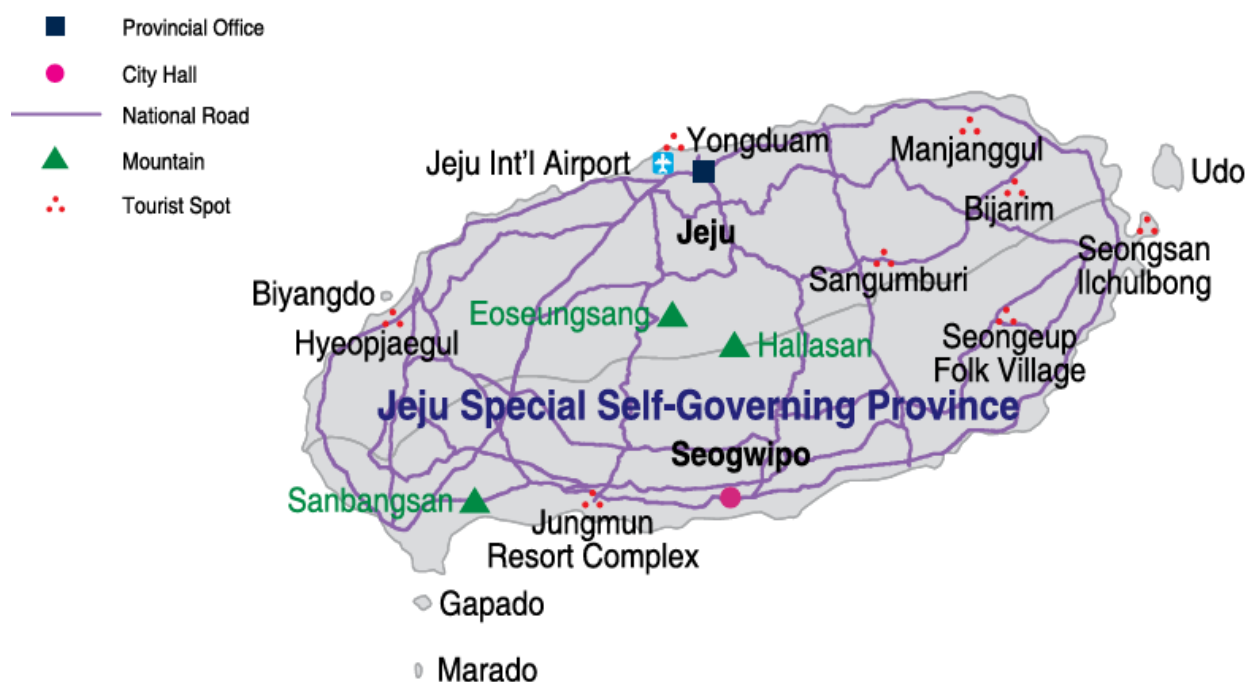 Provincial Office
City Hall
National Road
Mountain
Tourist Spot
Yongduam
Jeju Int'l Airport
Manjanggul
Udo
Bijarim
Jeju
Seongsan
Ilchulbong
Sangumburi
Biyangdo
Eoseungsang
Hyeopjaegul
Hallasan
Seongeup
Folk Village
Jeju Special Self-Governing Province
Seogwipo
Sanbangsan
Jungmun
Resort Complex
Gapado
Marado